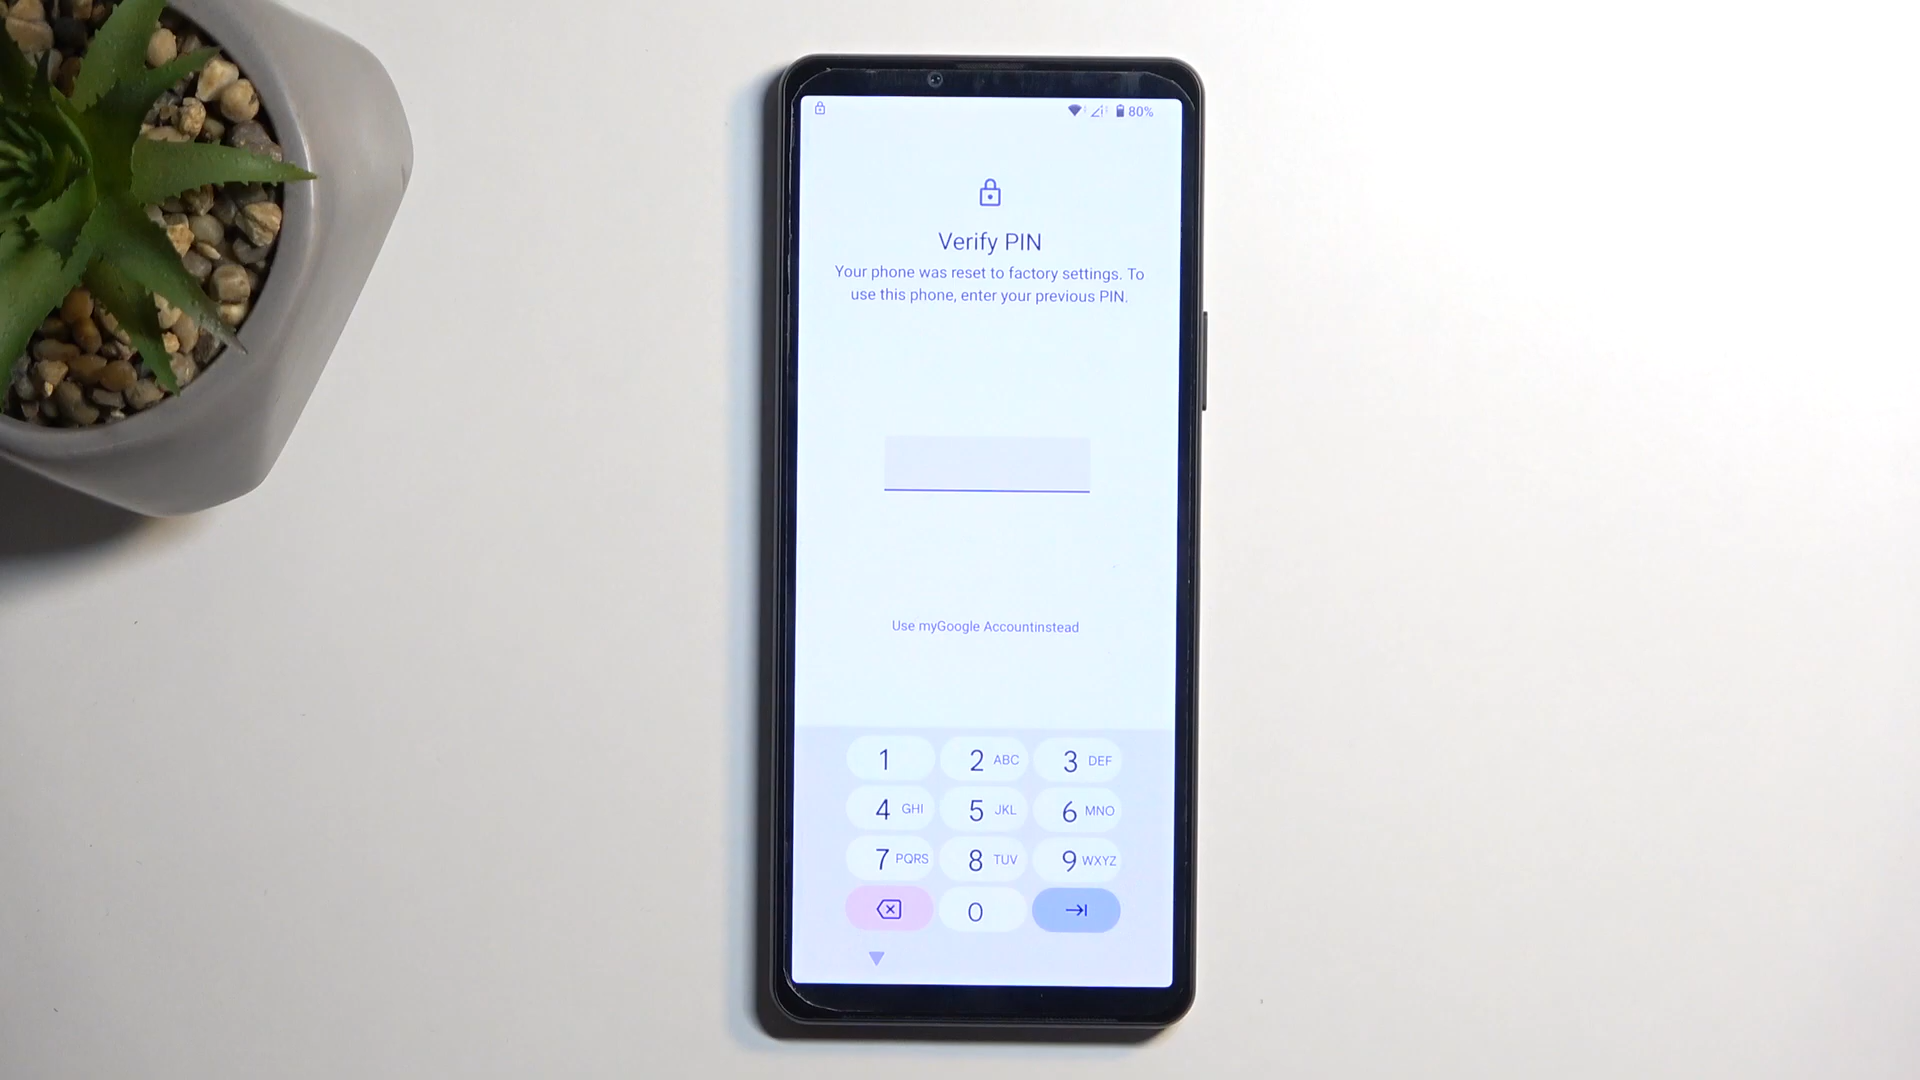 80%
Verify PIN
Your phone was reset to factory settings. To
use this phone, enter your previous PIN.
Use myGoogle Accountinstead
1 2 ABC 3 DEF
4 GHI 5 JKL 6 MNO
7 PQRS 8 TUV 9 WXYZ
0